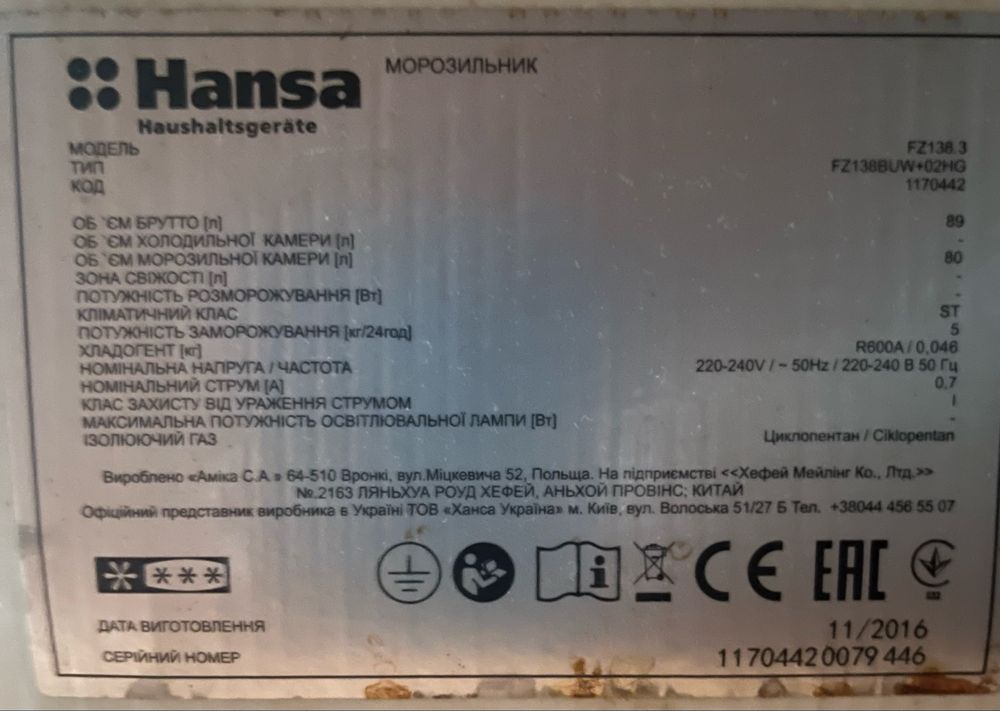 Hansa
МОРОЗИЛЬНИК
Haushaltsgeräte
МОДЕЛЬ FZ138.3
ТИП FZ138BUW+02HG
КОД 1170442
ОБ`ЄМ БРУТТО [л] 89
ОБ`ЄМ ХОЛОДИЛЬНОЇ КАМЕРИ [л] -
ОБ`ЄМ МОРОЗИЛЬНОЇ КАМЕРИ [л] 80
ЗОНА СВІЖОСТІ [л] -
ПОТУЖНІСТЬ РОЗМОРОЖУВАННЯ [Вт] -
КЛІМАТИЧНИЙ КЛАС ST
ПОТУЖНІСТЬ ЗАМОРОЖУВАННЯ [кг/24год] 5
ХЛАДОГЕНТ [кг] R600A / 0,046
НОМІНАЛЬНА НАПРУГА / ЧАСТОТА 220-240V / ~ 50Hz / 220-240 В 50 Гц
НОМІНАЛЬНИЙ СТРУМ [А] 0,7
КЛАС ЗАХИСТУ ВІД УРАЖЕННЯ СТРУМОМ I
МАКСИМАЛЬНА ПОТУЖНІСТЬ ОСВІТЛЮВАЛЬНОЇ ЛАМПИ [Вт] -
ІЗОЛЮЮЧИЙ ГАЗ Циклопентан / Ciklopentan
Вироблено «Аміка С.А.» 64-510 Вронкі, вул.Міцкевича 52, Польща. На підприємстві <<Хефей Мейлінг Ко., Лтд.>>
№.2163 ЛЯНЬХУА РОУД ХЕФЕЙ, АНЬХОЙ ПРОВІНС; КИТАЙ
Офіційний представник виробника в Україні ТОВ «Ханса Україна» м. Київ, вул. Волоська 51/27 Б Тел. +38044 456 55 07
CE EAC
ДАТА ВИГОТОВЛЕННЯ 11/2016
СЕРІЙНИЙ НОМЕР 11704420079446